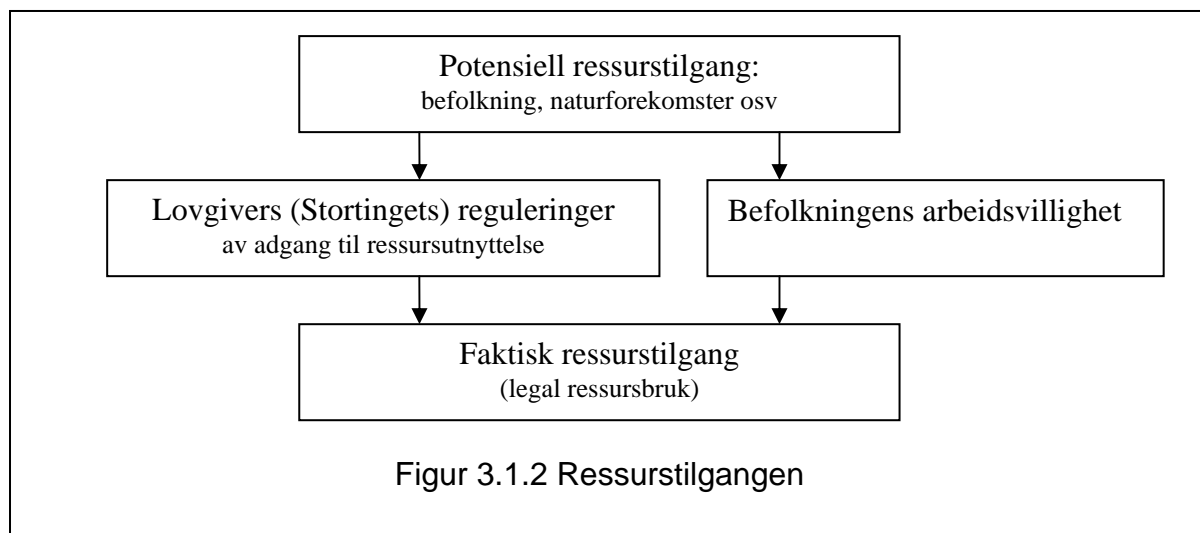 Potensiell ressurstilgang:
befolkning, naturforekomster osv
Lovgivers (Stortingets) reguleringer
av adgang til ressursutnyttelse
Befolkningens arbeidsvillighet
Faktisk ressurstilgang
(legal ressursbruk)
Figur 3.1.2 Ressurstilgangen